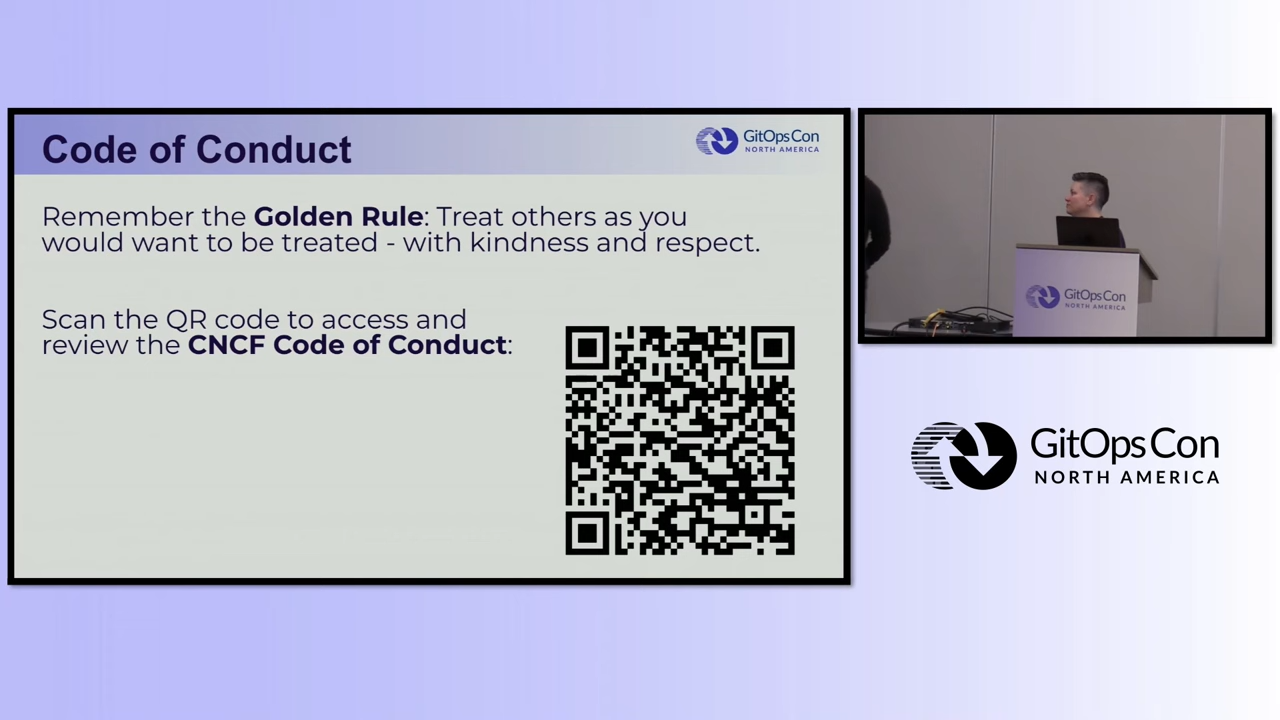 Code of Conduct
GitOpsCon
NORTH AMERICA
Remember the Golden Rule: Treat others as you
would want to be treated - with kindness and respect.
Scan the QR code to access and
review the CNCF Code of Conduct:
GitOpsCon
NORTH AMERICA
GitOpsCon
NORTH AMERICA